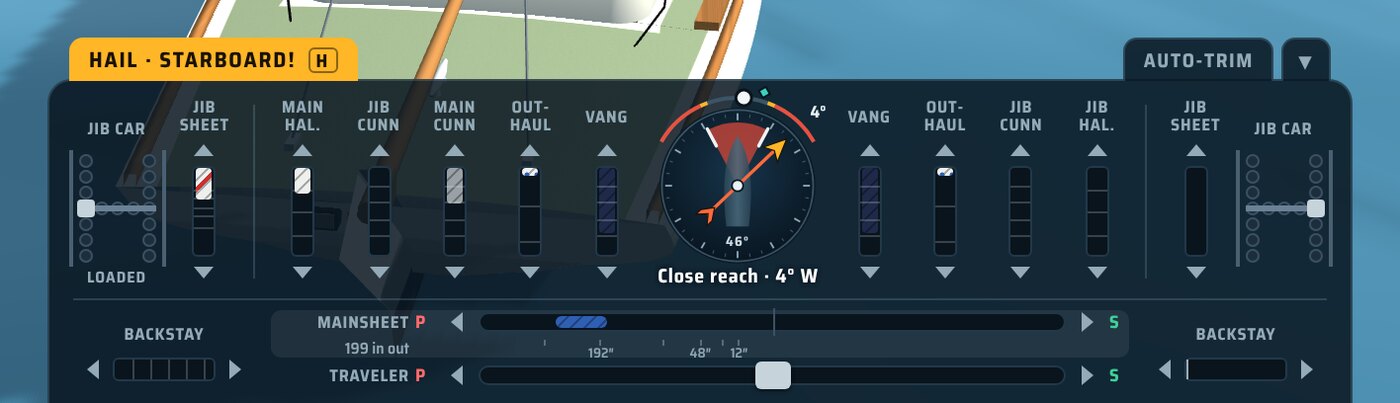 HAIL · STARBOARD! H
AUTO-TRIM ▼
JIB CAR
JIB SHEET
MAIN HAL.
JIB CUNN
MAIN CUNN
OUT-HAUL
VANG
4°
VANG
OUT-HAUL
JIB CUNN
JIB HAL.
JIB SHEET
JIB CAR
46°
LOADED
Close reach · 4° W
BACKSTAY
MAINSHEET P
S
199 in out
192" 48" 12"
TRAVELER P
S
BACKSTAY